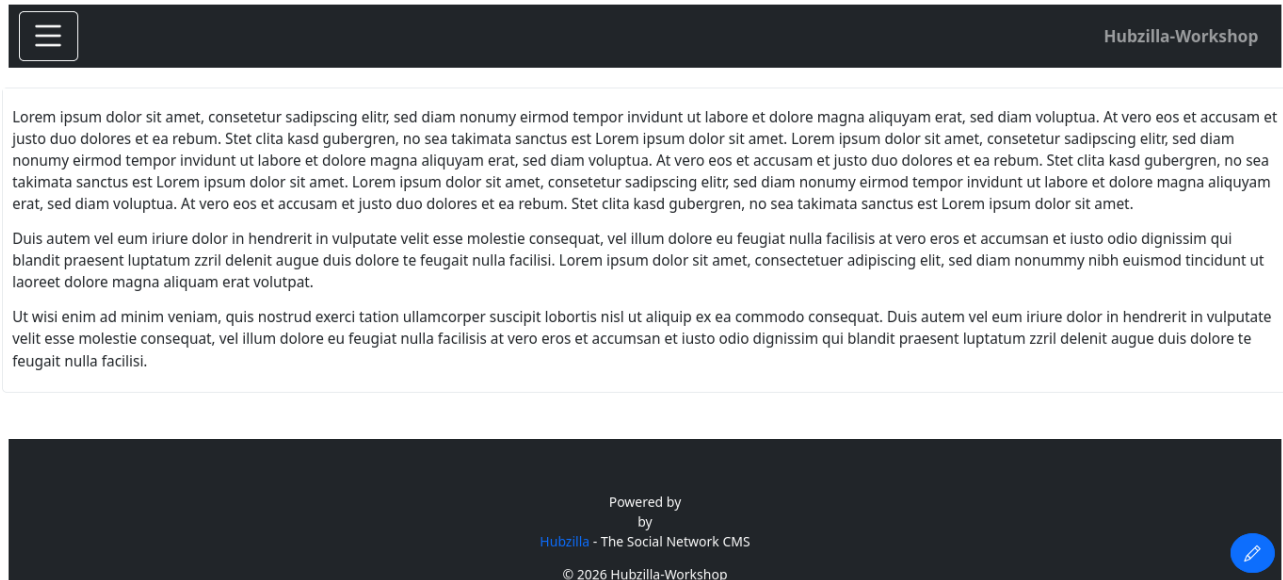 Hubzilla-Workshop
Lorem ipsum dolor sit amet, consetetur sadipscing elitr, sed diam nonumy eirmod tempor invidunt ut labore et dolore magna aliquyam erat, sed diam voluptua. At vero eos et accusam et
justo duo dolores et ea rebum. Stet clita kasd gubergren, no sea takimata sanctus est Lorem ipsum dolor sit amet. Lorem ipsum dolor sit amet, consetetur sadipscing elitr, sed diam
nonumy eirmod tempor invidunt ut labore et dolore magna aliquyam erat, sed diam voluptua. At vero eos et accusam et justo duo dolores et ea rebum. Stet clita kasd gubergren, no sea
takimata sanctus est Lorem ipsum dolor sit amet. Lorem ipsum dolor sit amet, consetetur sadipscing elitr, sed diam nonumy eirmod tempor invidunt ut labore et dolore magna aliquyam
erat, sed diam voluptua. At vero eos et accusam et justo duo dolores et ea rebum. Stet clita kasd gubergren, no sea takimata sanctus est Lorem ipsum dolor sit amet.
Duis autem vel eum iriure dolor in hendrerit in vulputate velit esse molestie consequat, vel illum dolore eu feugiat nulla facilisis at vero eros et accumsan et iusto odio dignissim qui
blandit praesent luptatum zzril delenit augue duis dolore te feugait nulla facilisi. Lorem ipsum dolor sit amet, consectetuer adipiscing elit, sed diam nonummy nibh euismod tincidunt ut
laoreet dolore magna aliquam erat volutpat.
Ut wisi enim ad minim veniam, quis nostrud exerci tation ullamcorper suscipit lobortis nisl ut aliquip ex ea commodo consequat. Duis autem vel eum iriure dolor in hendrerit in vulputate
velit esse molestie consequat, vel illum dolore eu feugiat nulla facilisis at vero eros et accumsan et iusto odio dignissim qui blandit praesent luptatum zzril delenit augue duis dolore te
feugait nulla facilisi.
Powered by
by
Hubzilla - The Social Network CMS
© 2026 Hubzilla-Workshop